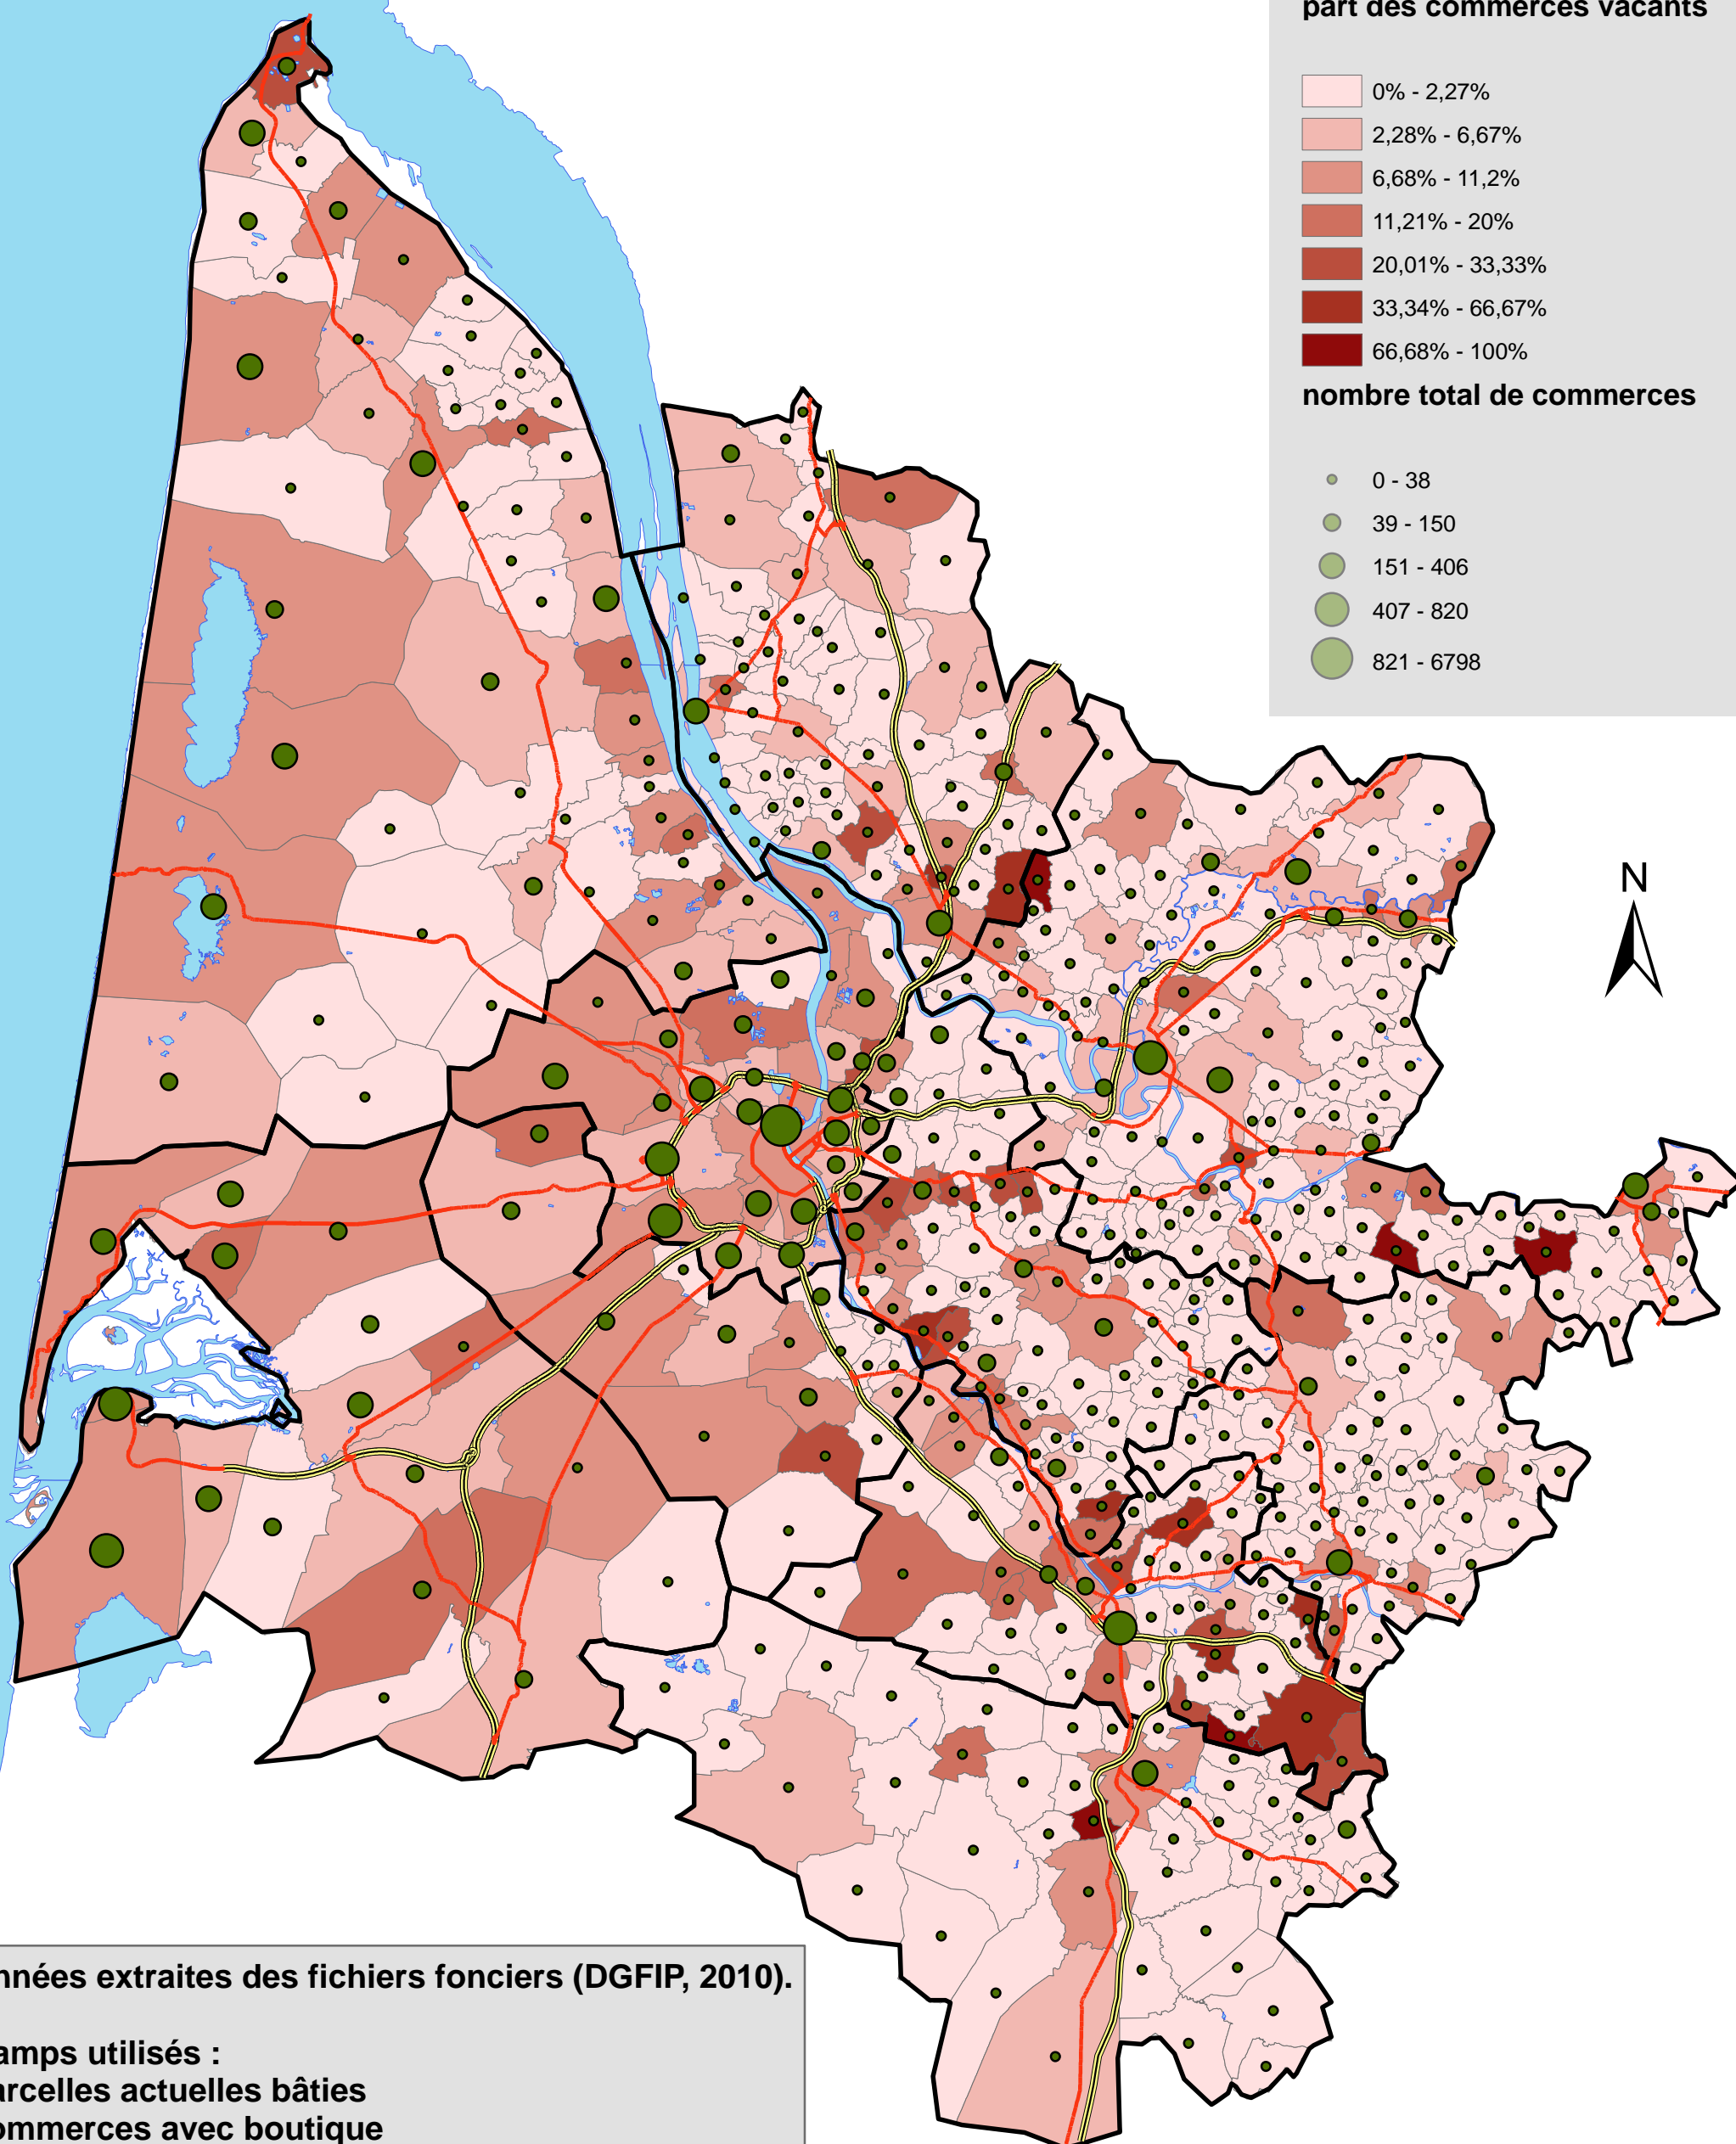 part des commerces vacants
0% - 2,27%
2,28% - 6,67%
6,68% - 11,2%
11,21% - 20%
20,01% - 33,33%
33,34% - 66,67%
66,68% - 100%
nombre total de commerces
0 - 38
39 - 150
151 - 406
407 - 820
821 - 6798
N
nnées extraites des fichiers fonciers (DGFIP, 2010).
amps utilisés :
arcelles actuelles bâties
ommerces avec boutique